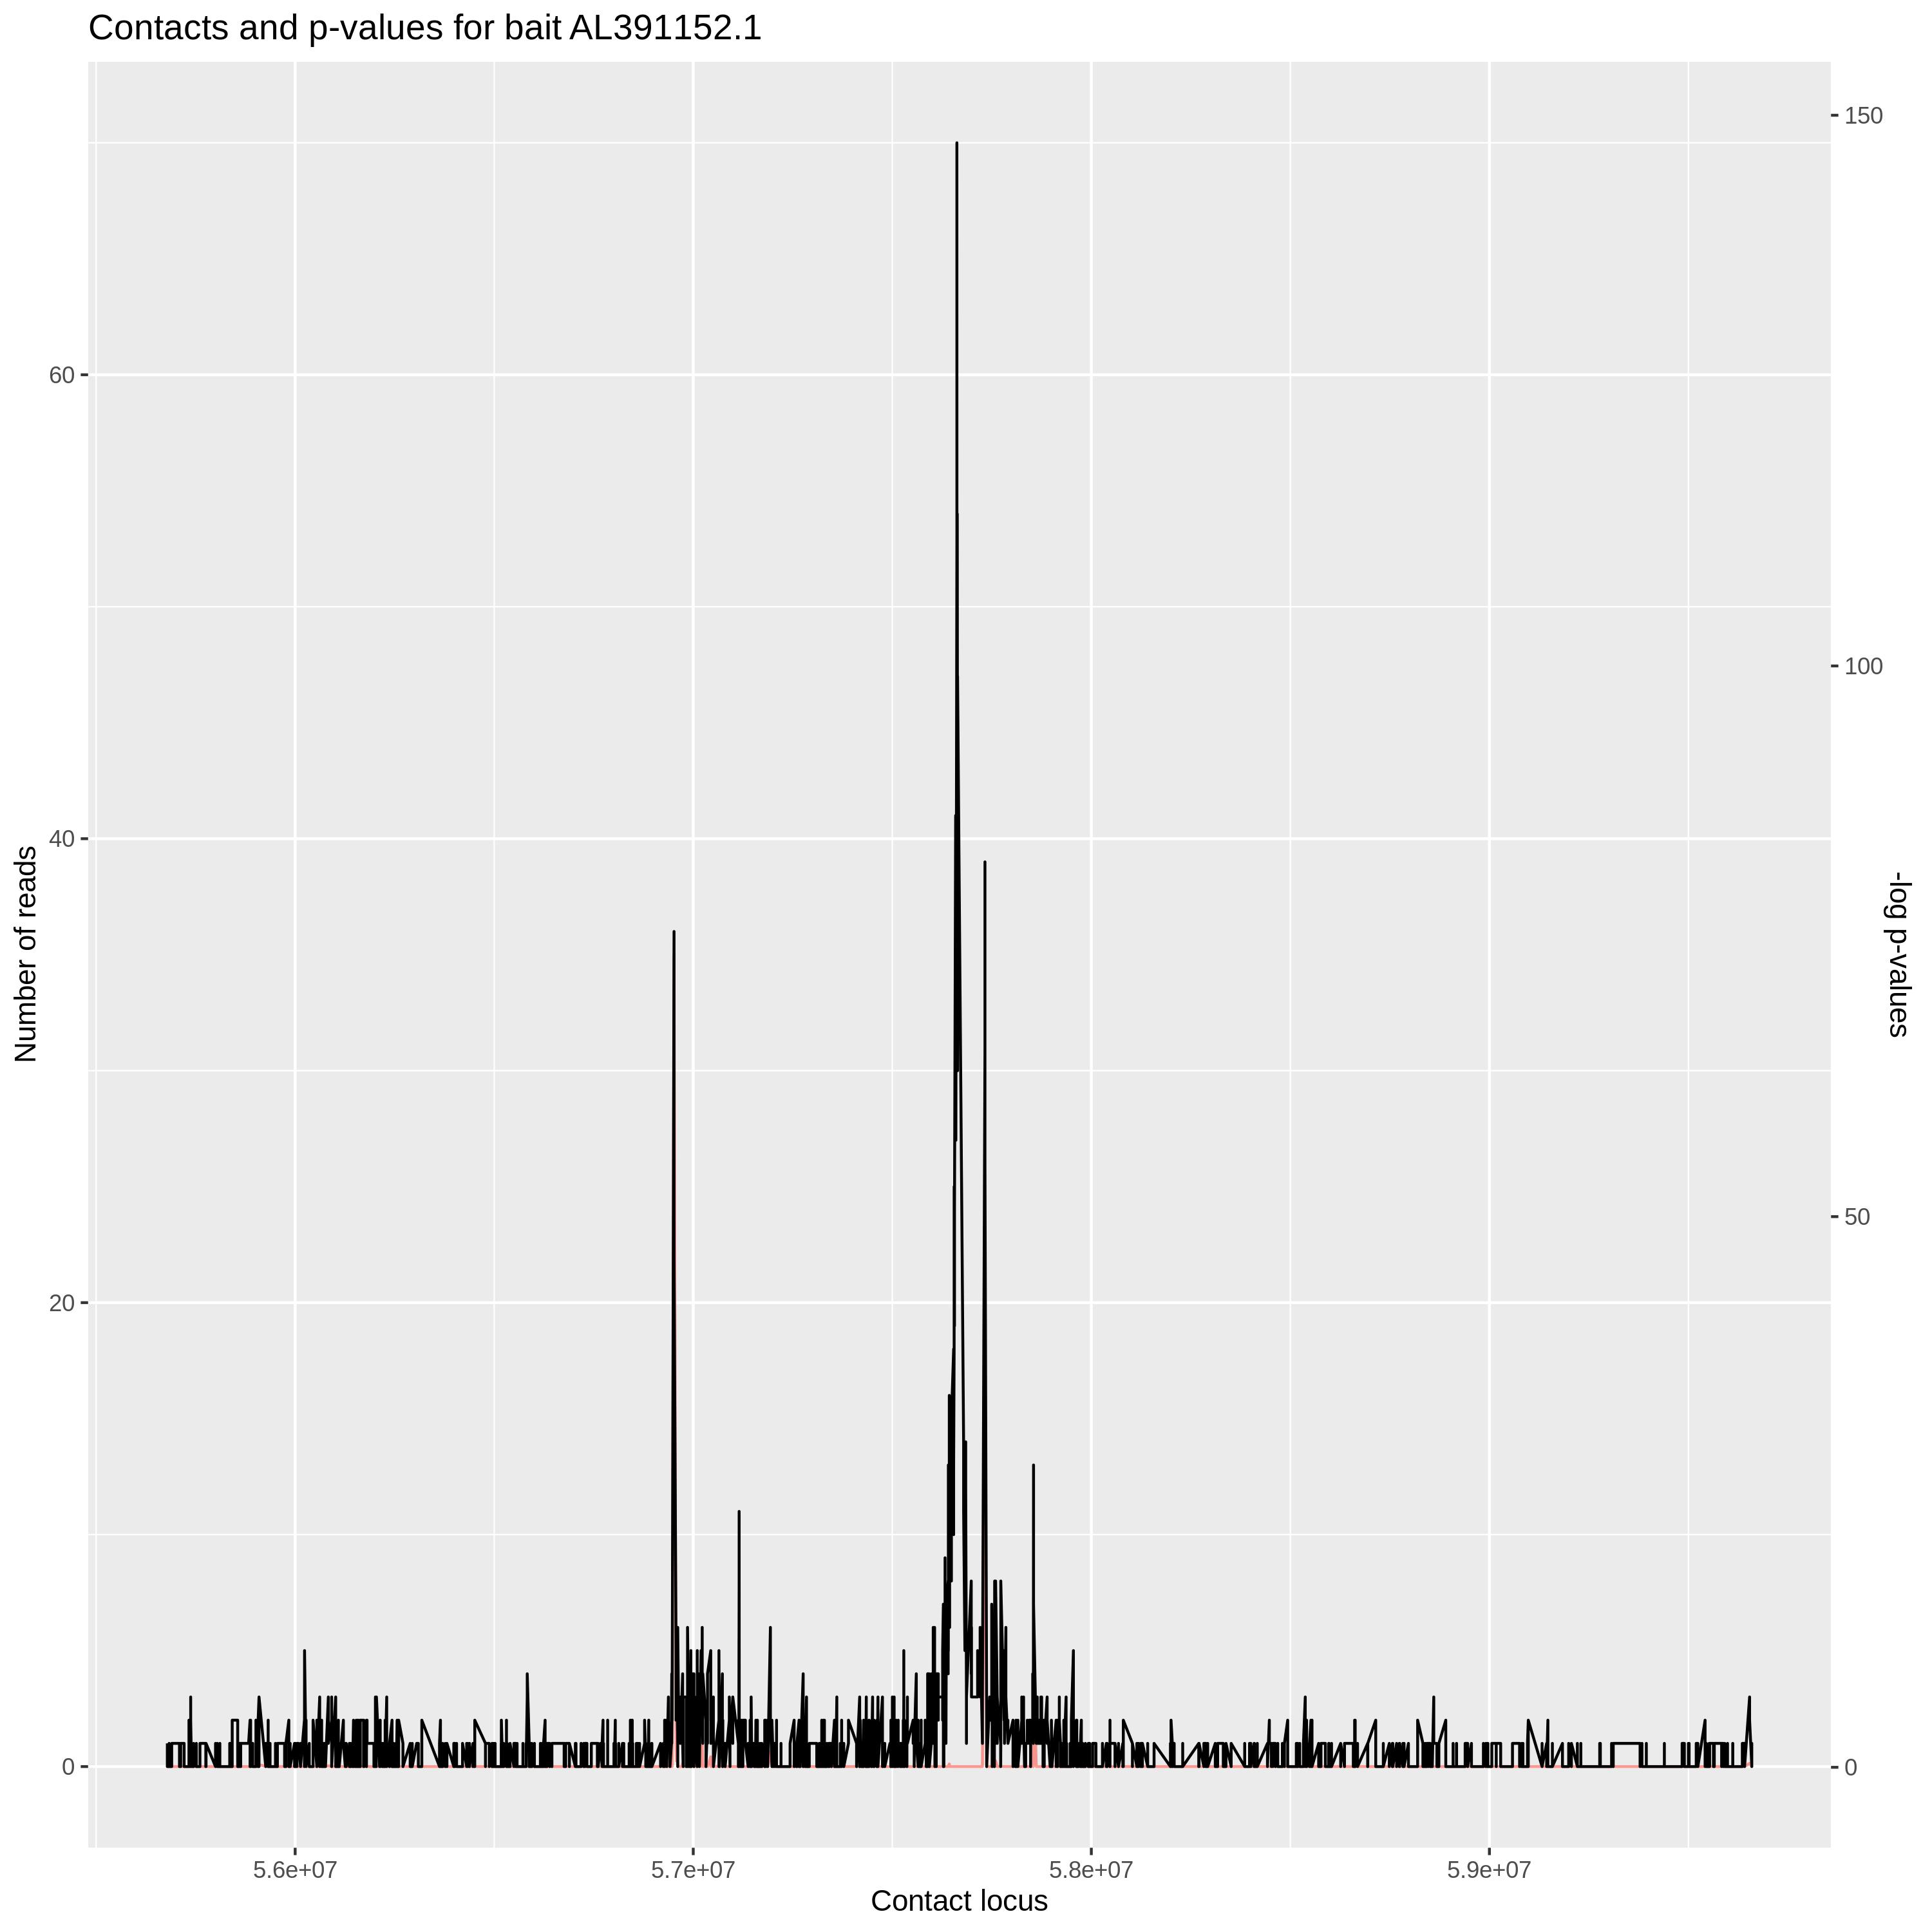 Contacts and p-values for bait AL391152.1
Number of reads
60
40
20
0
150
100
50
0
-log p-values
5.6e+07
5.7e+07
5.8e+07
5.9e+07
Contact locus